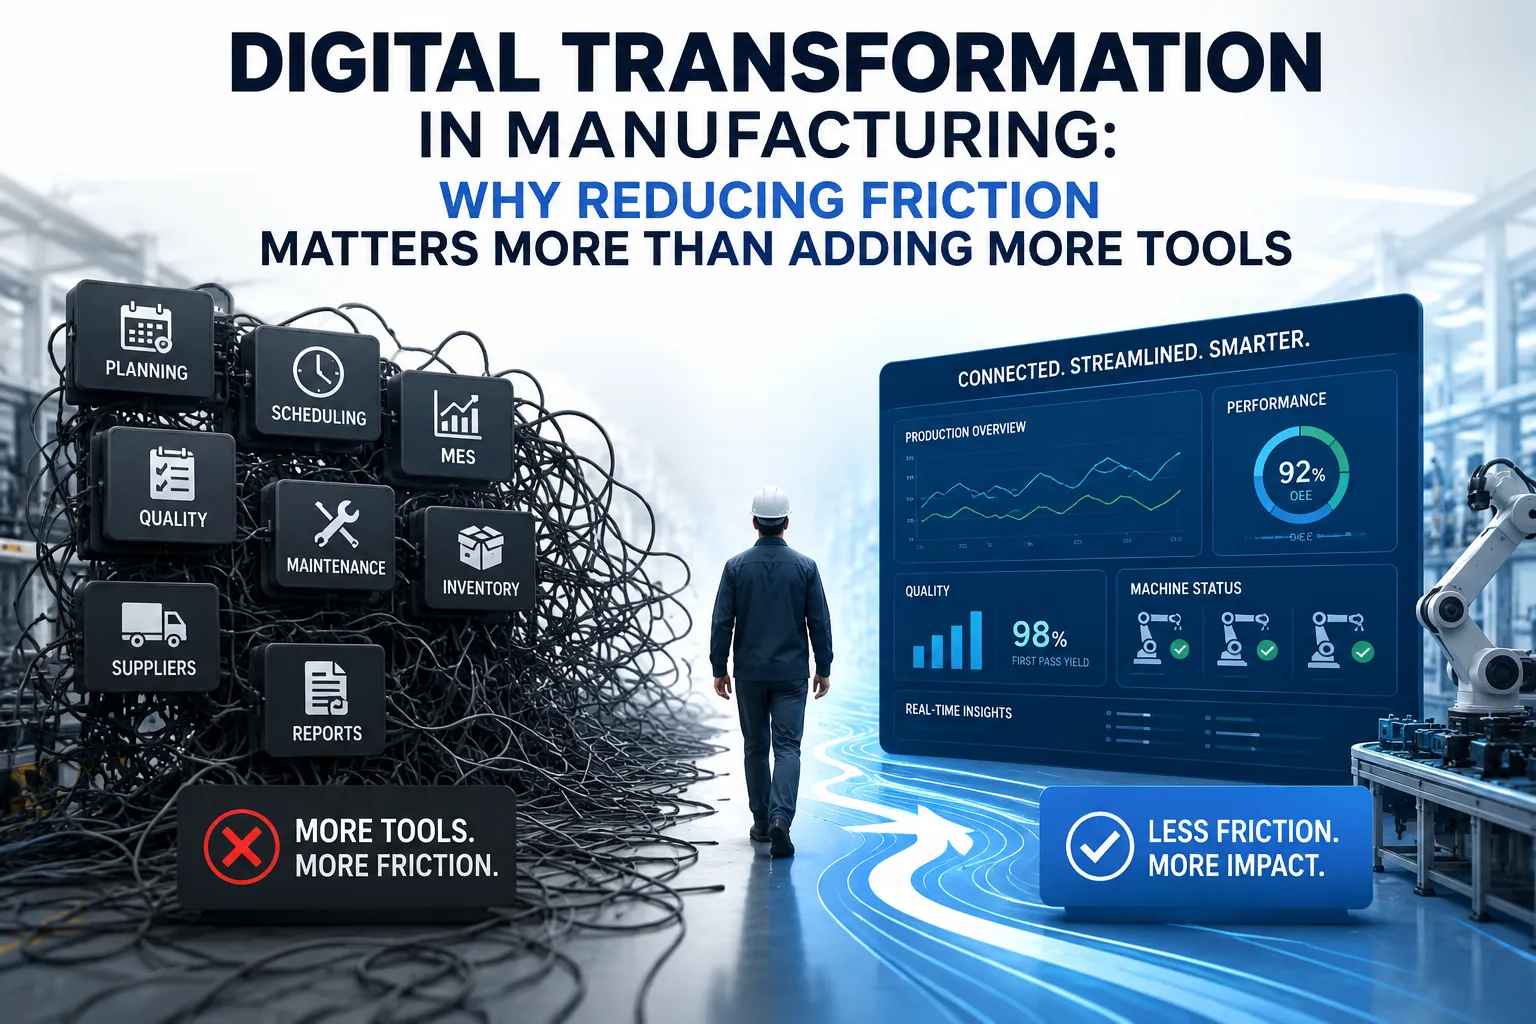 DIGITAL TRANSFORMATION
IN MANUFACTURING:
WHY REDUCING FRICTION
MATTERS MORE THAN ADDING MORE TOOLS
PLANNING
SCHEDULING
MES
QUALITY
MAINTENANCE
INVENTORY
SUPPLIERS
REPORTS
MORE TOOLS.
MORE FRICTION.
CONNECTED. STREAMLINED. SMARTER.
PRODUCTION OVERVIEW
PERFORMANCE
92%
OEE
QUALITY
98%
FIRST PASS YIELD
MACHINE STATUS
REAL-TIME INSIGHTS
LESS FRICTION.
MORE IMPACT.